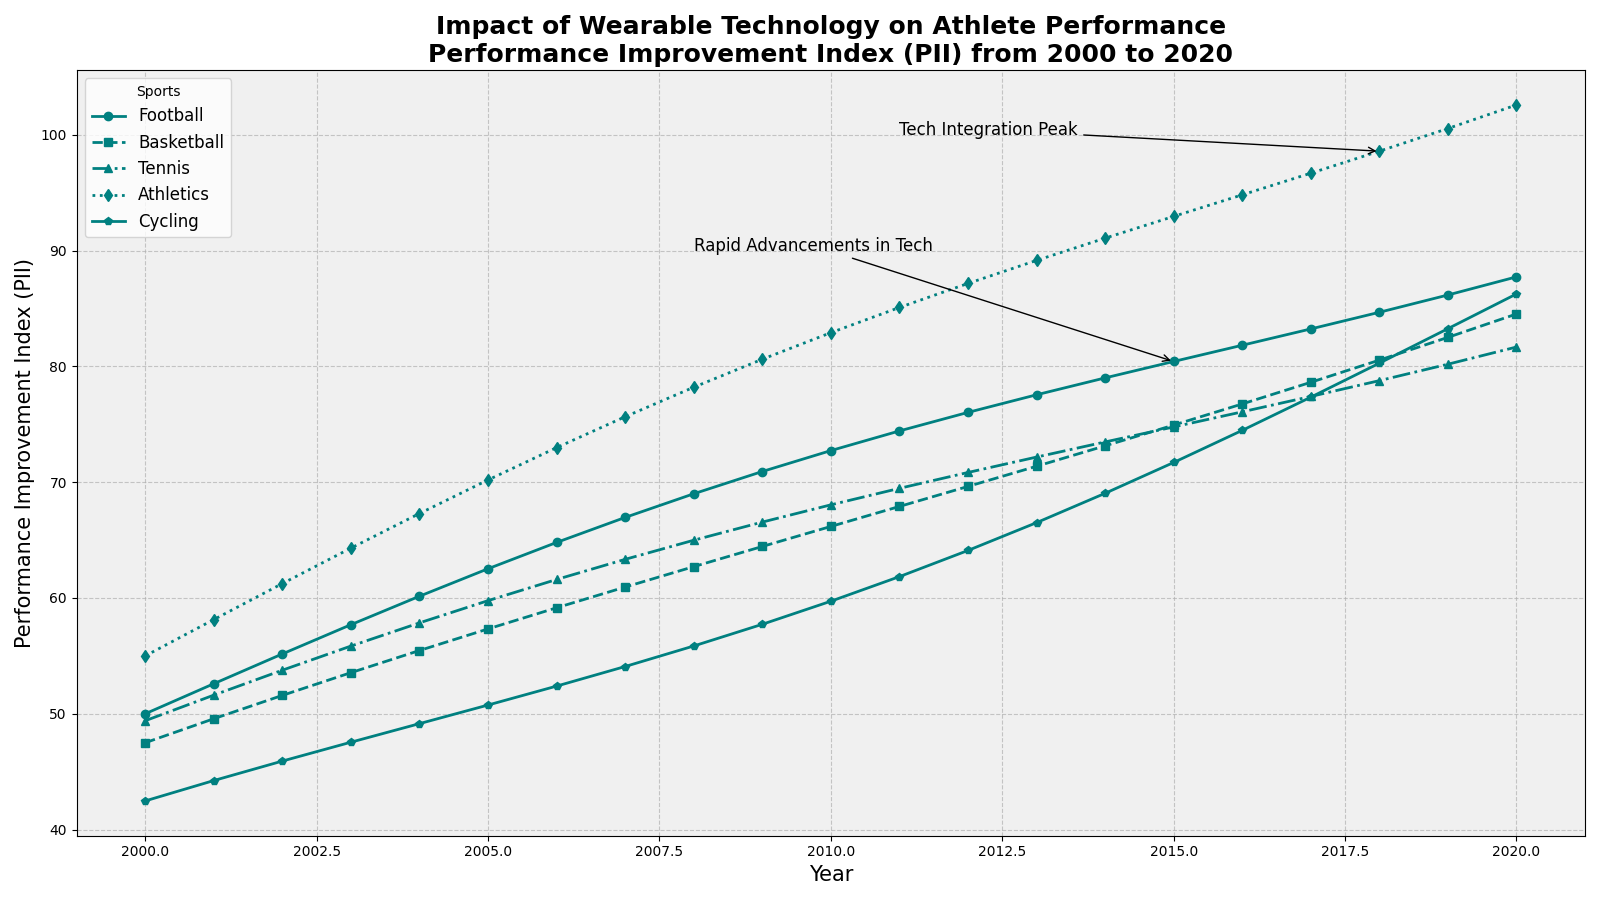 Impact of Wearable Technology on Athlete Performance
Performance Improvement Index (PII) from 2000 to 2020
Sports
Football
Basketball
Tennis
Athletics
Cycling
Tech Integration Peak
Rapid Advancements in Tech
Performance Improvement Index (PII)
100
90
80
70
60
50
40
2000.0
2002.5
2005.0
2007.5
2010.0
2012.5
2015.0
2017.5
2020.0
Year